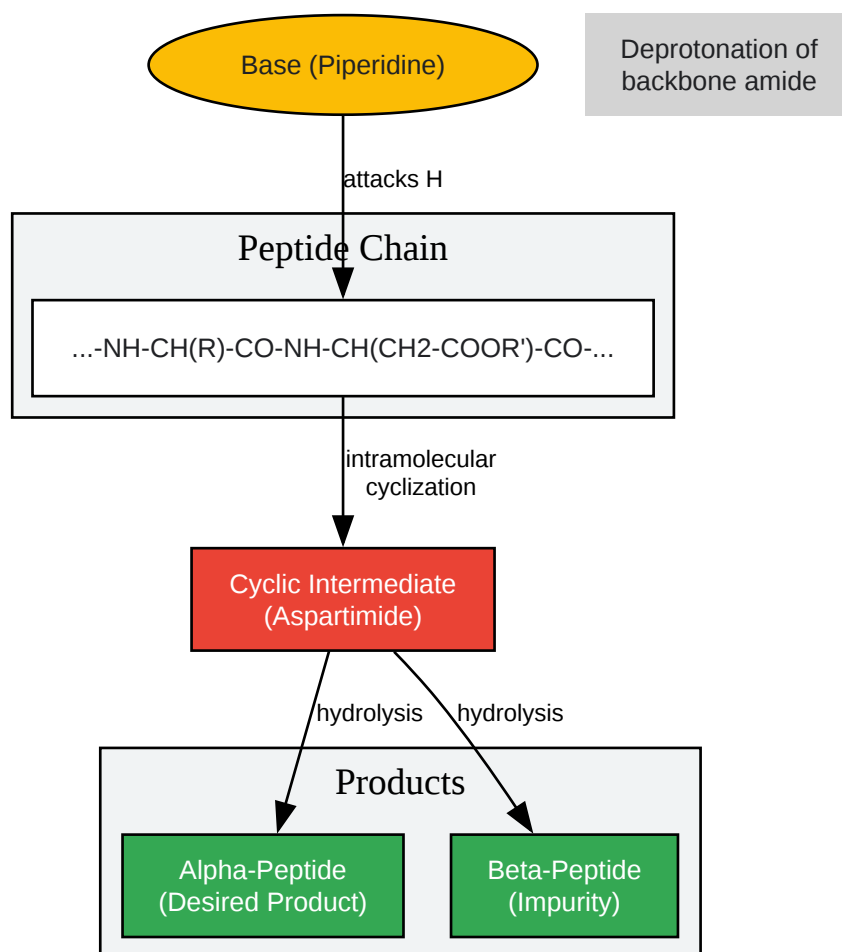 Base (Piperidine)
Deprotonation of
backbone amide
attacks H
Peptide Chain
...-NH-CH(R)-CO-NH-CH(CH2-COOR')-CO-...
intramolecular
cyclization
Cyclic Intermediate
(Aspartimide)
hydrolysis
hydrolysis
Products
Alpha-Peptide
(Desired Product)
Beta-Peptide
(Impurity)